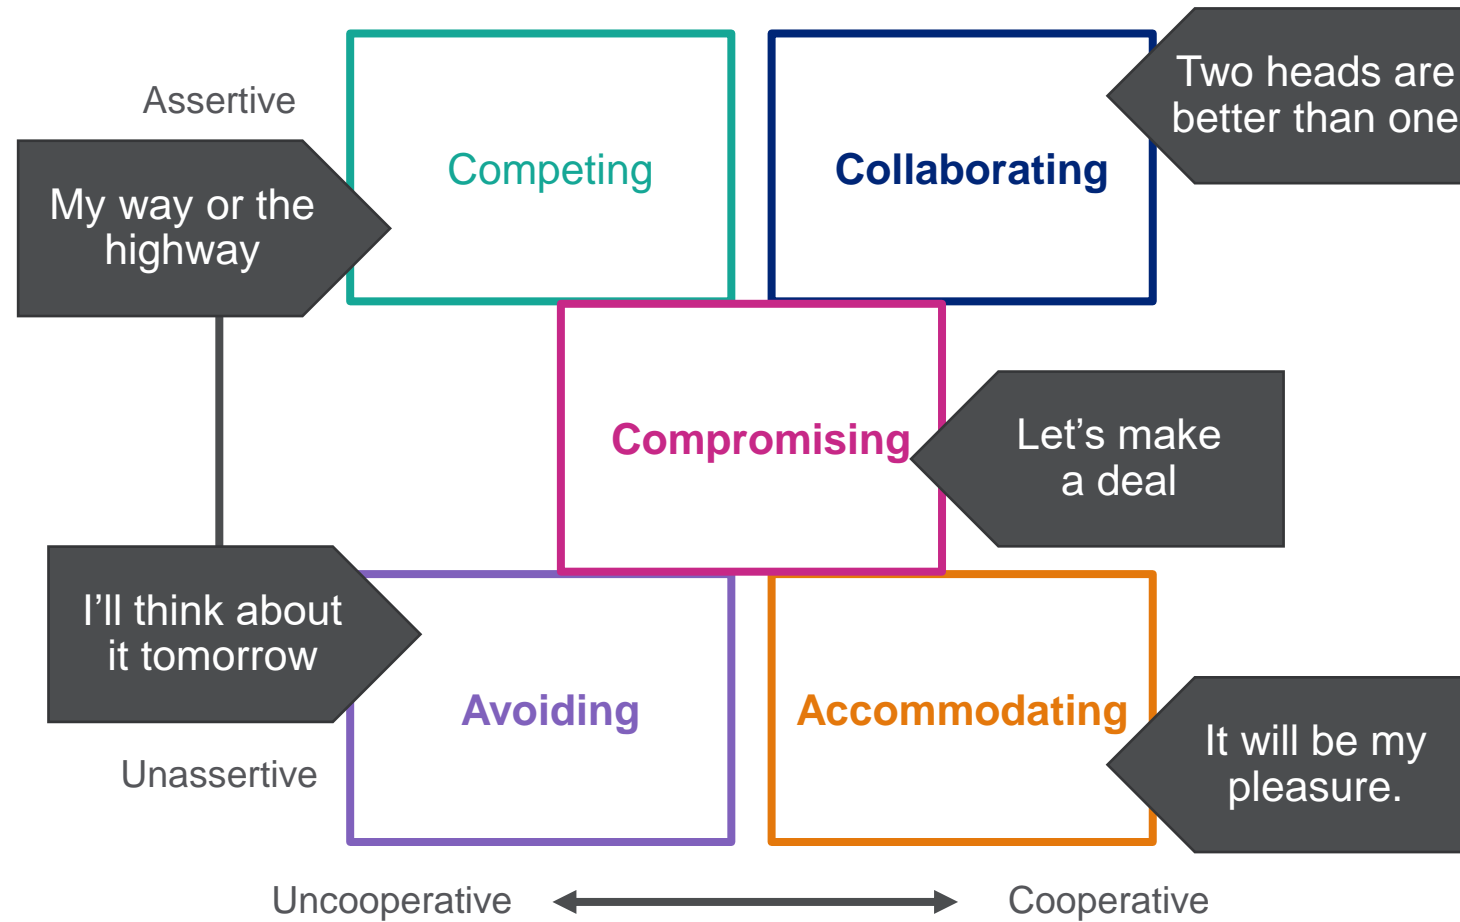 Two heads are
better than one
Assertive
Competing
Collaborating
My way or the
highway
Compromising
Let’s make
a deal
I’ll think about
it tomorrow
Avoiding
Accommodating
It will be my
pleasure.
Unassertive
Uncooperative
Cooperative